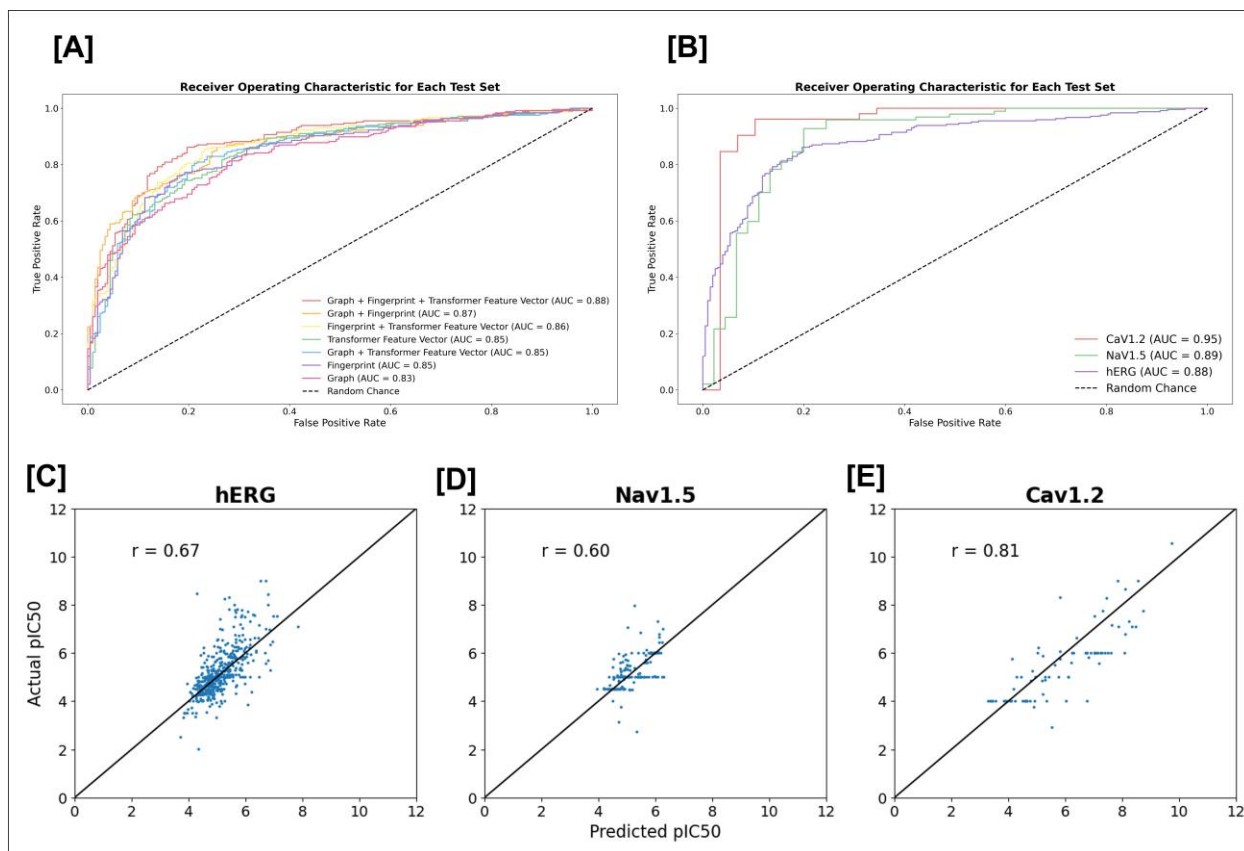 [A]
Receiver Operating Characteristic for Each Test Set
1.0
0.8
0.6
0.4
0.2
0.0
True Positive Rate
Graph + Fingerprint + Transformer Feature Vector (AUC = 0.88)
Graph + Fingerprint (AUC = 0.87)
Fingerprint + Transformer Feature Vector (AUC = 0.86)
Transformer Feature Vector (AUC = 0.85)
Graph + Transformer Feature Vector (AUC = 0.85)
Fingerprint (AUC = 0.85)
Graph (AUC = 0.83)
Random Chance
0.0 0.2 0.4 0.6 0.8 1.0
False Positive Rate
[B]
Receiver Operating Characteristic for Each Test Set
1.0
0.8
0.6
0.4
0.2
0.0
True Positive Rate
CaV1.2 (AUC = 0.95)
NaV1.5 (AUC = 0.89)
hERG (AUC = 0.88)
Random Chance
0.0 0.2 0.4 0.6 0.8 1.0
False Positive Rate
[C]
hERG
12
10
8
6
4
2
0
Actual pIC50
r = 0.67
0 2 4 6 8 10 12
[D]
Nav1.5
12
10
8
6
4
2
0
r = 0.60
0 2 4 6 8 10 12
Predicted pIC50
[E]
Cav1.2
12
10
8
6
4
2
0
r = 0.81
0 2 4 6 8 10 12